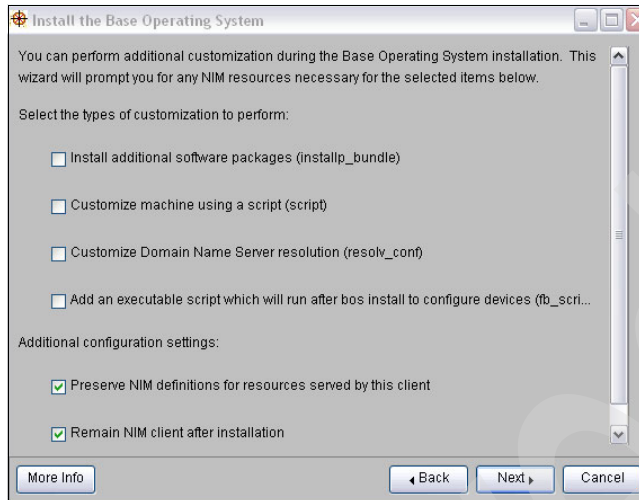 Install the Base Operating System
You can perform additional customization during the Base Operating System installation. This
wizard will prompt you for any NIM resources necessary for the selected items below.
Select the types of customization to perform:
Install additional software packages (installp_bundle)
Customize machine using a script (script)
Customize Domain Name Server resolution (resolv_conf)
Add an executable script which will run after bos install to configure devices (fb_scri...
Additional configuration settings:
Preserve NIM definitions for resources served by this client
Remain NIM client after installation
More Info
Back
Next
Cancel